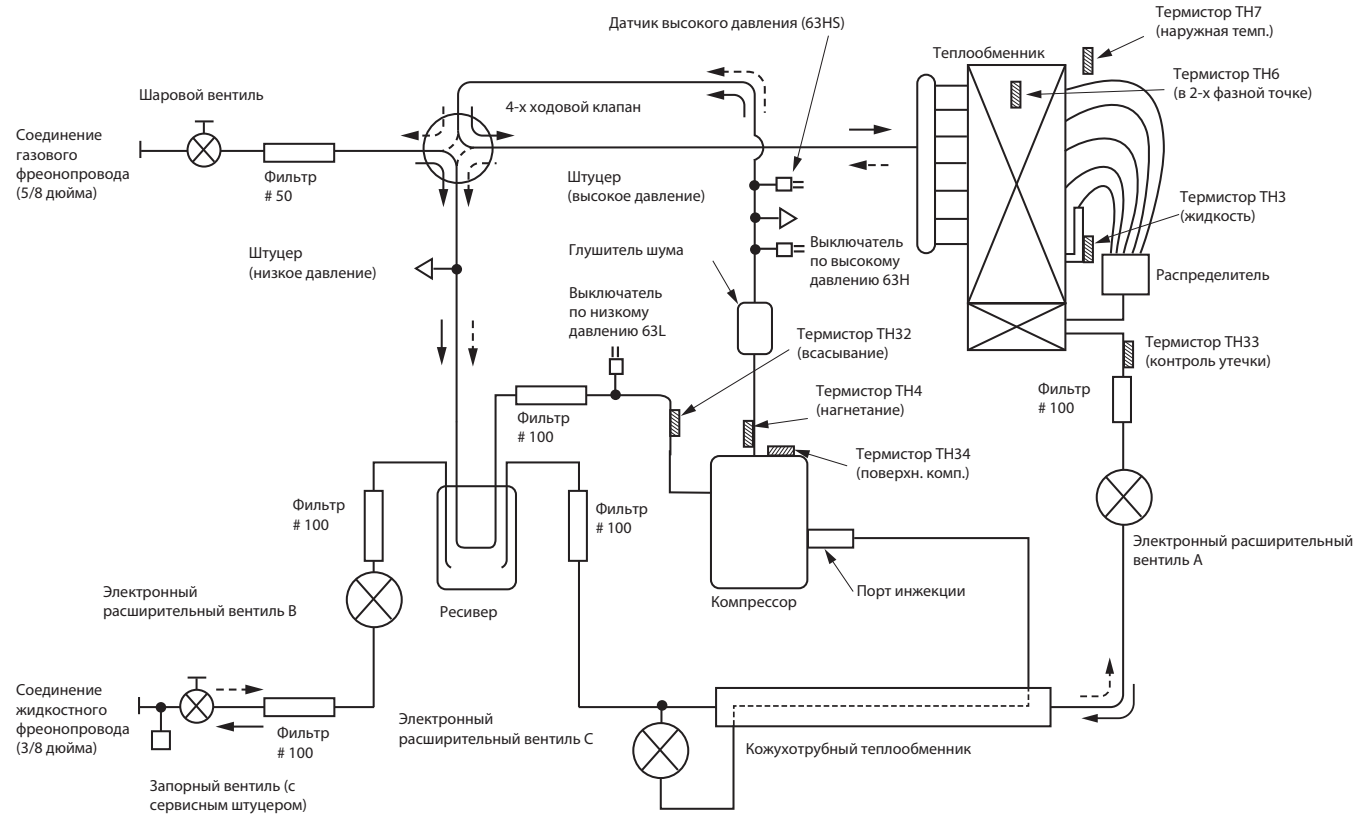 Датчик высокого давления (63HS)
Термистор TH7
(наружная темп.)
Теплообменник
Термистор TH6
(в 2-х фазной точке)
Шаровой вентиль
4-х ходовой клапан
Соединение
газового
фреонопровода
(5/8 дюйма)
Фильтр
# 50
Штуцер
(высокое давление)
Термистор TH3
(жидкость)
Штуцер
(низкое давление)
Глушитель шума
Выключатель
по высокому
давлению 63H
Распределитель
Выключатель
по низкому
давлению 63L
Термистор TH32
(всасывание)
Термистор TH33
(контроль утечки)
Термистор TH4
(нагнетание)
Фильтр
# 100
Фильтр
# 100
Термистор TH34
(поверхн. комп.)
Фильтр
# 100
Фильтр
# 100
Электронный расширительный
вентиль A
Электронный
расширительный вентиль B
Ресивер
Компрессор
Порт инжекции
Соединение
жидкостного
фреонопровода
(3/8 дюйма)
Фильтр
# 100
Электронный
расширительный вентиль C
Кожухотрубный теплообменник
Запорный вентиль (с
сервисным штуцером)